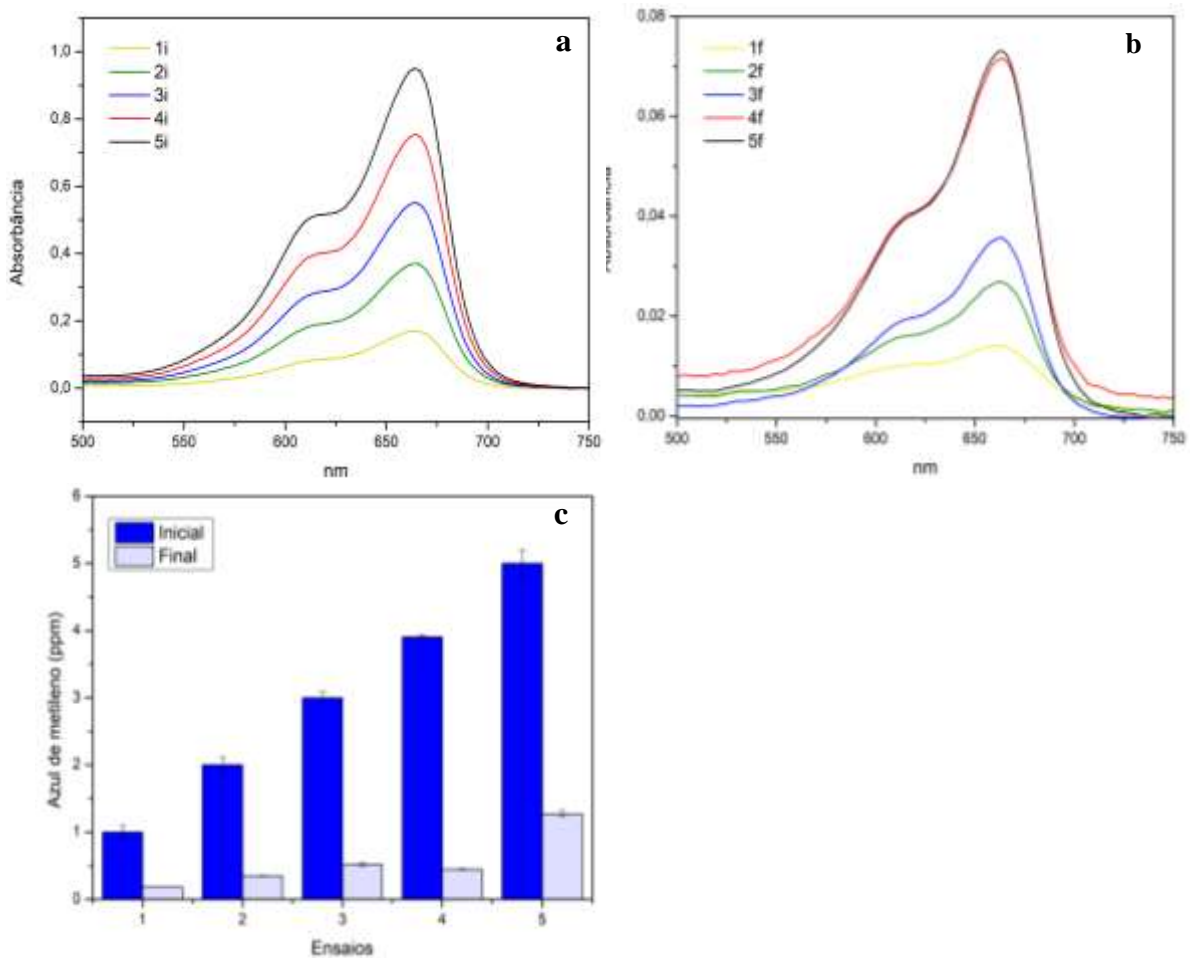 a
1i
2i
3i
4i
5i
Absorbância
1,0
0,8
0,6
0,4
0,2
0,0
500
550
600
650
700
750
nm
b
1f
2f
3f
4f
5f
Absorbância
0,08
0,06
0,04
0,02
0,00
500
550
600
650
700
750
nm
c
Inicial
Final
Azul de metileno (ppm)
6
5
4
3
2
1
0
1
2
3
4
5
Ensaios